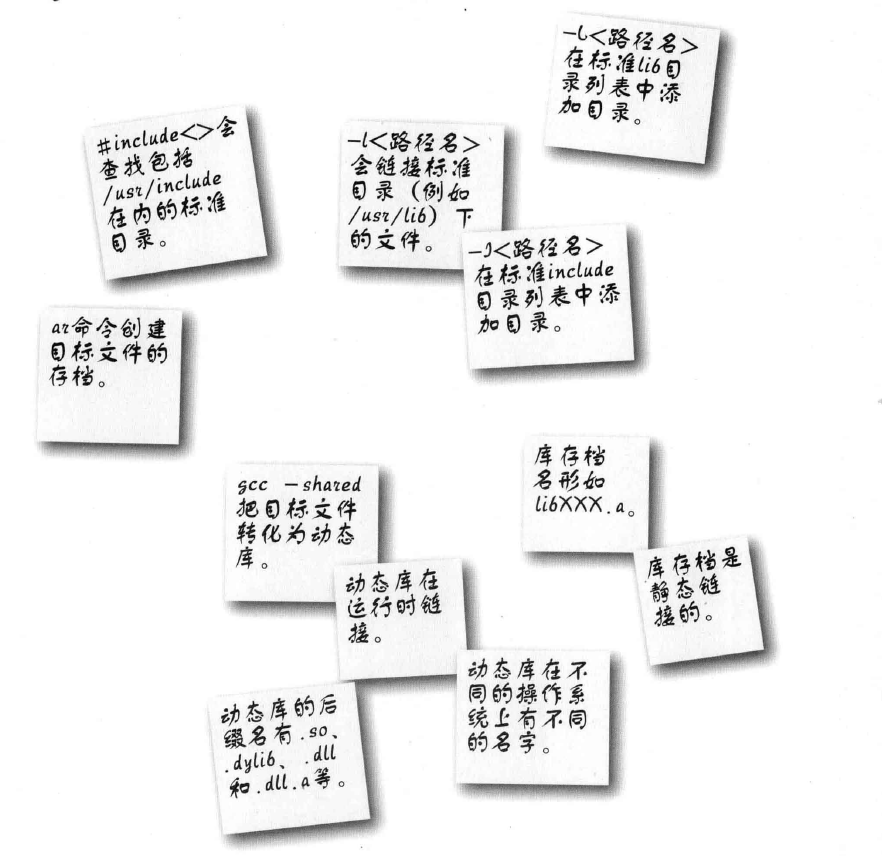 -L<路径名>
在标准lib目
录列表中添
加目录。
#include<>会
查找包括
/usr/include
在内的标准
目录。
-l<路径名>
会链接标准
目录（例如
/usr/lib）下
的文件。
-I<路径名>
在标准include
目录列表中添
加目录。
ar命令创建
目标文件的
存档。
gcc -shared
把目标文件
转化为动态
库。
库存档
名形如
libXXX.a。
动态库在
运行时链
接。
库存档是
静态链
接的。
动态库在不
同的操作系
统上有不同
的名字。
动态库的后
缀名有.so、
.dylib、.dll
和.dll.a等。